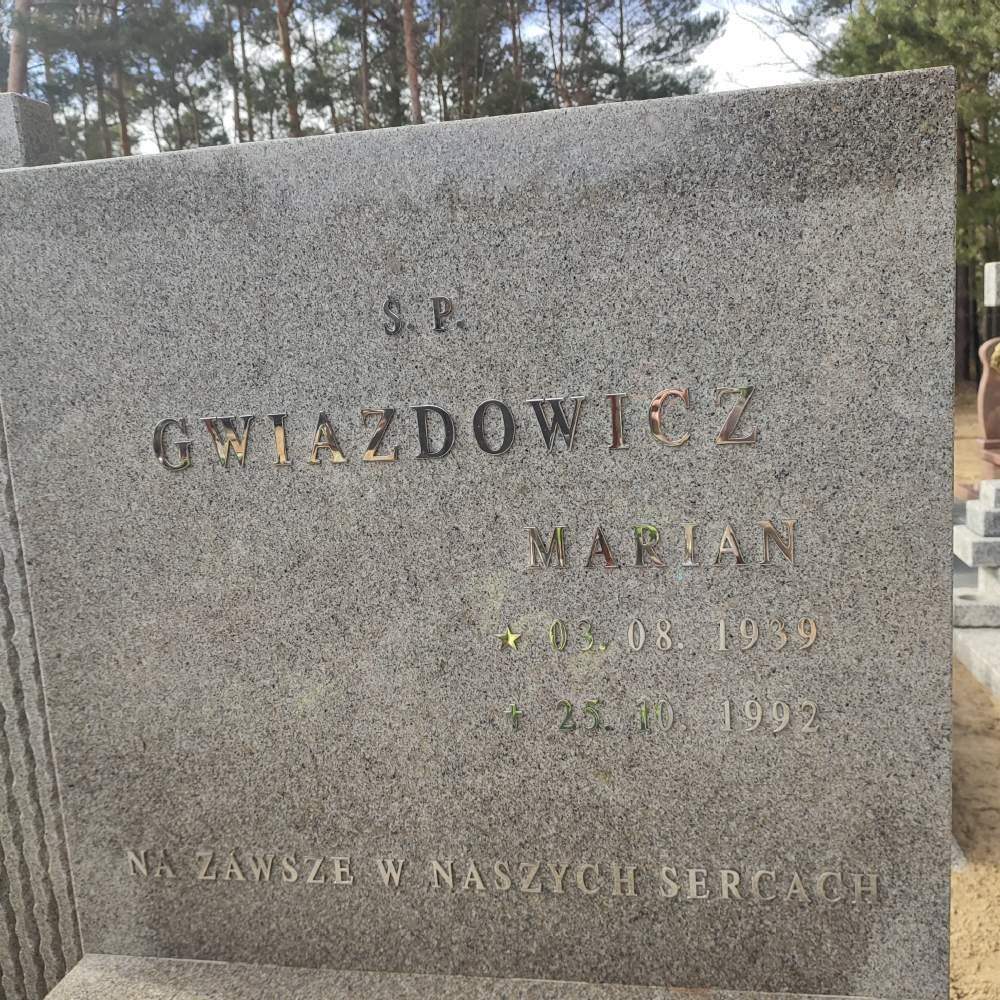 Ś. P.
GWIAZDOWICZ
MARIAN
★ 03. 08. 1939
† 25. 10. 1992
NA ZAWSZE W NASZYCH SERCACH